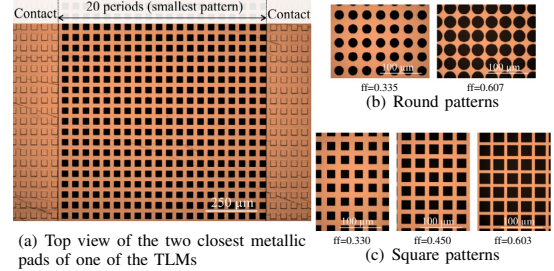 Contact
20 periods (smallest pattern)
Contact
250 μm
(a) Top view of the two closest metallic
pads of one of the TLMs
100 μm
100 μm
ff=0.335
ff=0.607
(b) Round patterns
100 μm
100 μm
100 μm
ff=0.330
ff=0.450
ff=0.603
(c) Square patterns